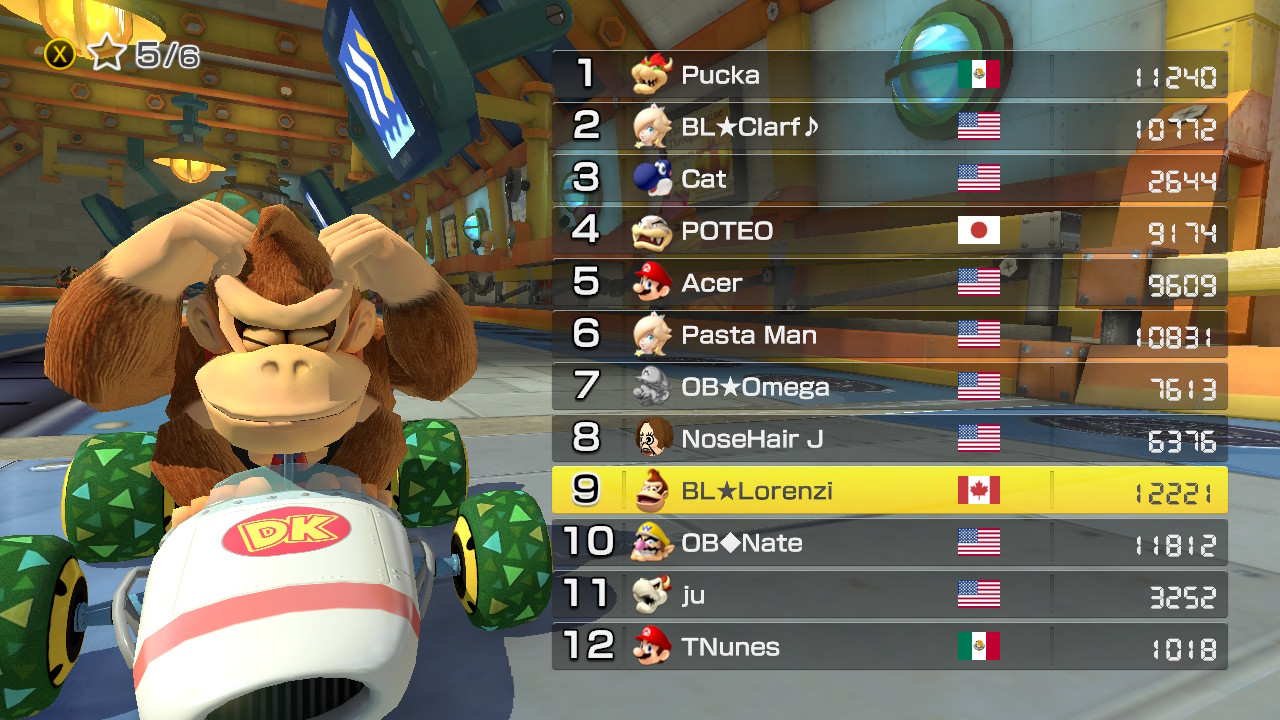 X ☆ 5/6
1 Pucka 11240
2 BL★Clarf♪ 10772
3 Cat 2644
4 POTEO 9174
5 Acer 9609
6 Pasta Man 10831
7 OB★Omega 7613
8 NoseHair J 6376
9 BL★Lorenzi 12221
10 OB◆Nate 11812
11 ju 3252
12 TNunes 1018
DK